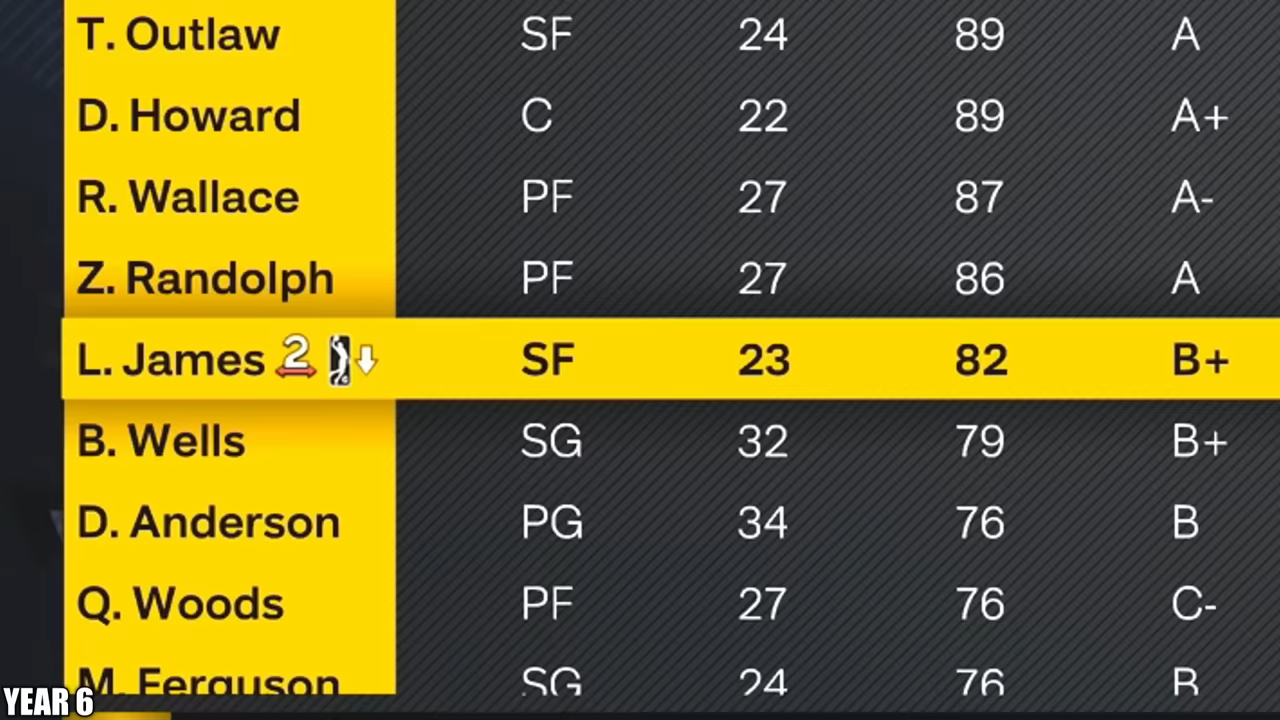 T. Outlaw SF 24 89 A
D. Howard C 22 89 A+
R. Wallace PF 27 87 A-
Z. Randolph PF 27 86 A
L. James 2 SF 23 82 B+
B. Wells SG 32 79 B+
D. Anderson PG 34 76 B
Q. Woods PF 27 76 C-
M. Ferguson SG 24 76 B
YEAR 6